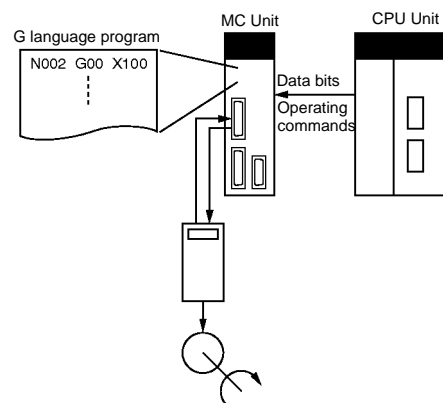 MC Unit
CPU Unit
G language program
N002 G00 X100
Data bits
Operating
commands